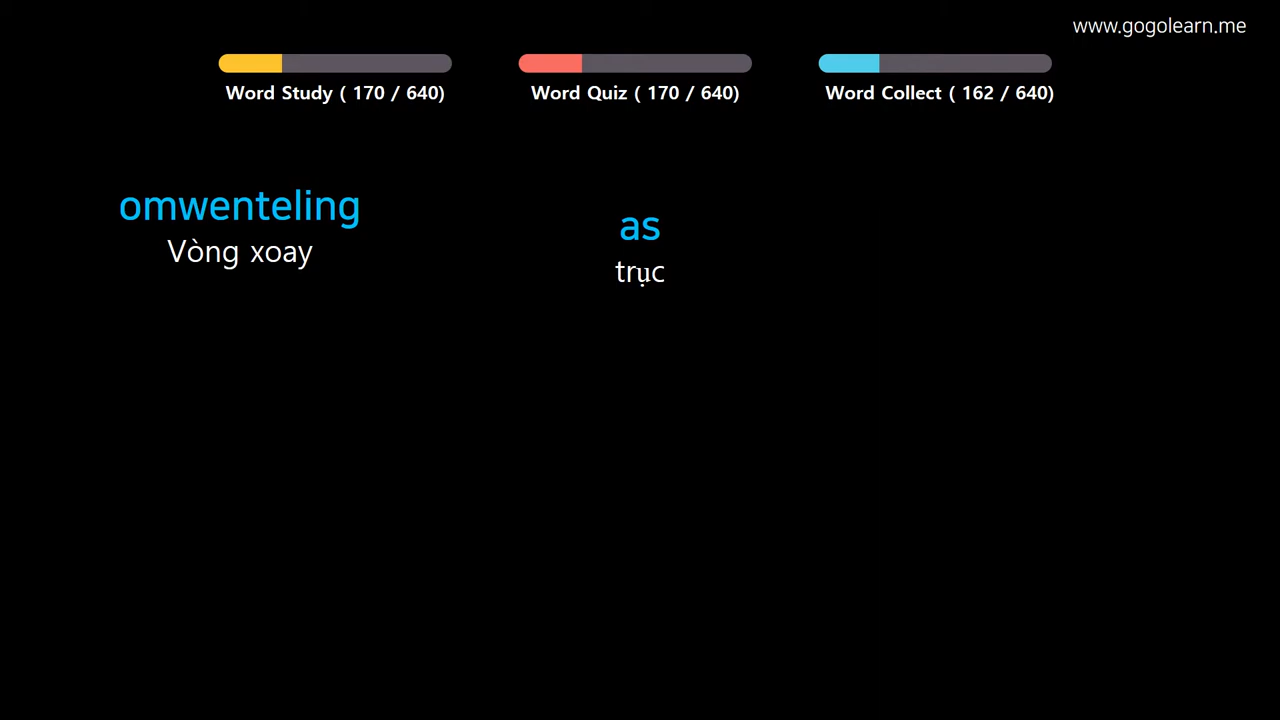 www.gogolearn.me
Word Study ( 170 / 640)
Word Quiz ( 170 / 640)
Word Collect ( 162 / 640)
omwenteling
Vòng xoay
as
trục